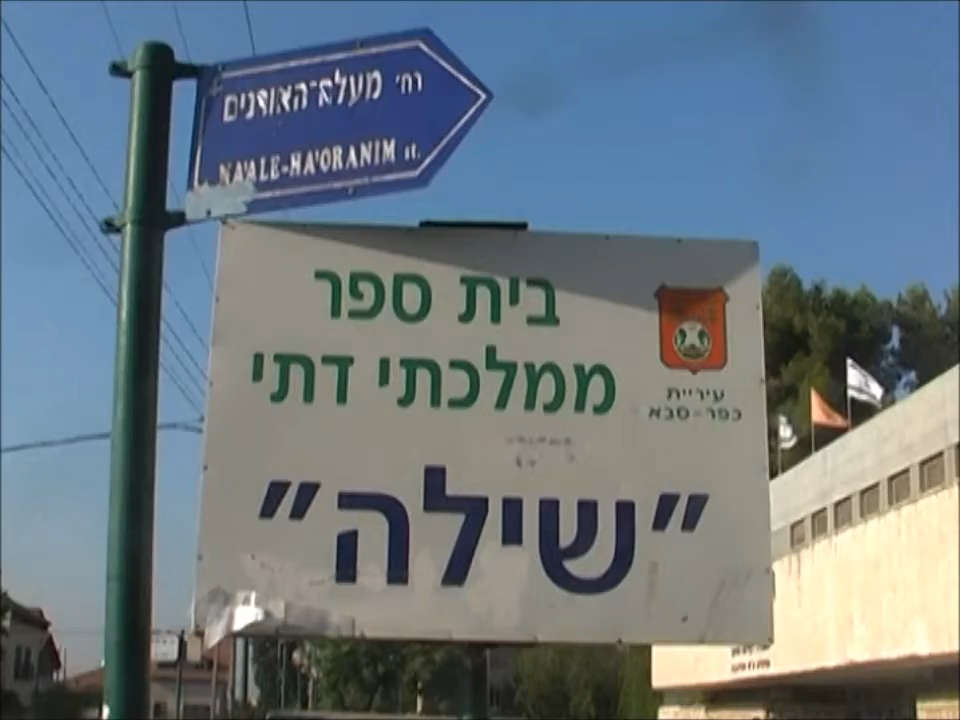 רח' מעלה-האורנים
MA'ALE-HA'ORANIM st.
בית ספר
ממלכתי דתי
"שילה"
עיריית
כפר-סבא